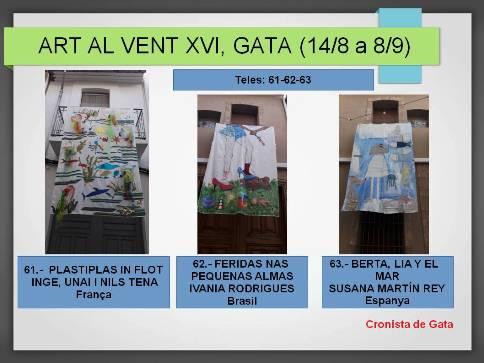 ART AL VENT XVI, GATA (14/8 a 8/9)
Teles: 61-62-63
61.- PLASTIPLAS IN FLOT
INGE, UNAI I NILS TENA
França
62.- FERIDAS NAS
PEQUENAS ALMAS
IVANIA RODRIGUES
Brasil
63.- BERTA, LIA Y EL
MAR
SUSANA MARTÍN REY
Espanya
Cronista de Gata